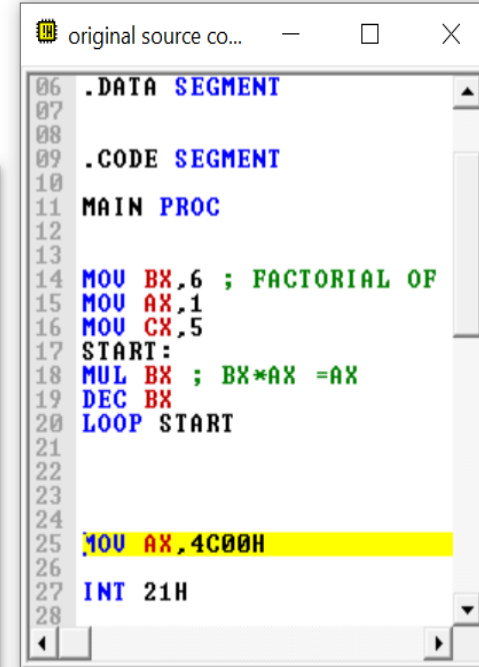 original source co...
06 .DATA SEGMENT
07
08
09 .CODE SEGMENT
10
11 MAIN PROC
12
13
14 MOV BX,6 ; FACTORIAL OF
15 MOV AX,1
16 MOV CX,5
17 START:
18 MUL BX ; BX*AX =AX
19 DEC BX
20 LOOP START
21
22
23
24
25 MOV AX,4C00H
26
27 INT 21H
28